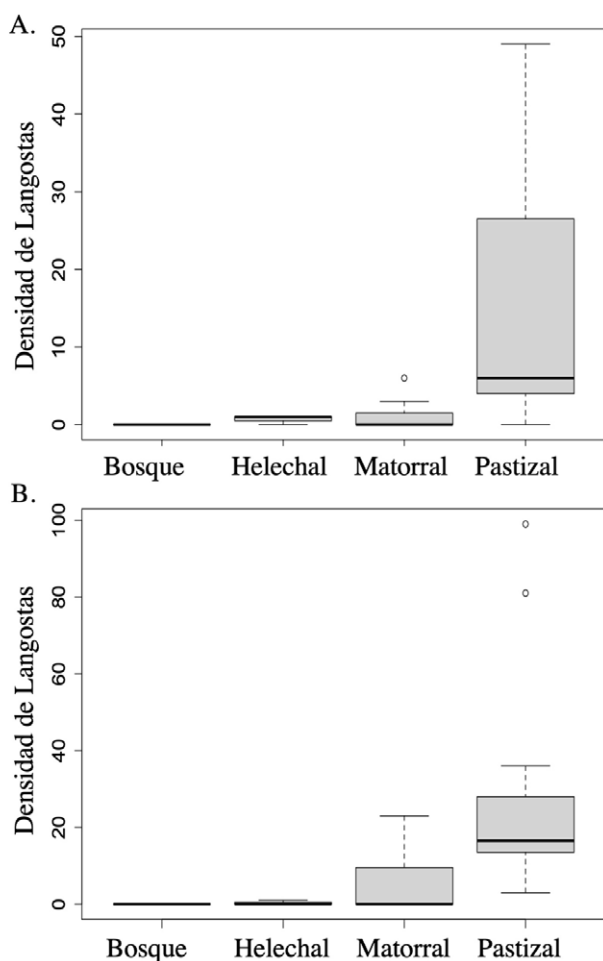 A.
Densidad de Langostas
50
40
30
20
10
0
Bosque Helechal Matorral Pastizal
B.
Densidad de Langostas
100
80
60
40
20
0
Bosque Helechal Matorral Pastizal